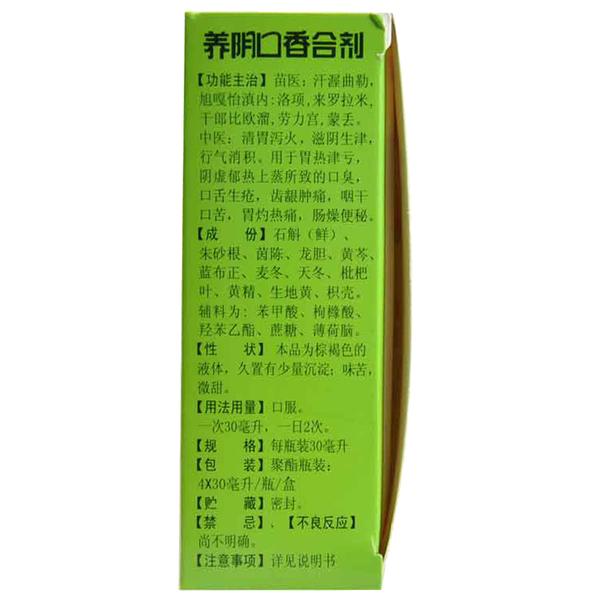 养阴口香合剂
【功能主治】苗医：汗渥曲勒，
旭嘎怡滇内：洛项，来罗拉米，
干郎比欧溜，劳力宫，蒙丢。
中医：清胃泻火，滋阴生津，
行气消积。用于胃热津亏，
阴虚郁热上蒸所致的口臭，
口舌生疮，齿龈肿痛，咽干
口苦，胃灼热痛，肠燥便秘。
【成　份】石斛（鲜）、
朱砂根、茵陈、龙胆、黄芩、
蓝布正、麦冬、天冬、枇杷
叶、黄精、生地黄、枳壳。
辅料为：苯甲酸、枸橼酸、
羟苯乙酯、蔗糖、薄荷脑。
【性　状】本品为棕褐色的
液体，久置有少量沉淀；味苦，
微甜。
【用法用量】口服。
一次30毫升，一日2次。
【规　格】每瓶装30毫升
【包　装】聚酯瓶装：
4X30毫升/瓶/盒
【贮　藏】密封。
【禁　忌】、【不良反应】
尚不明确。
【注意事项】详见说明书